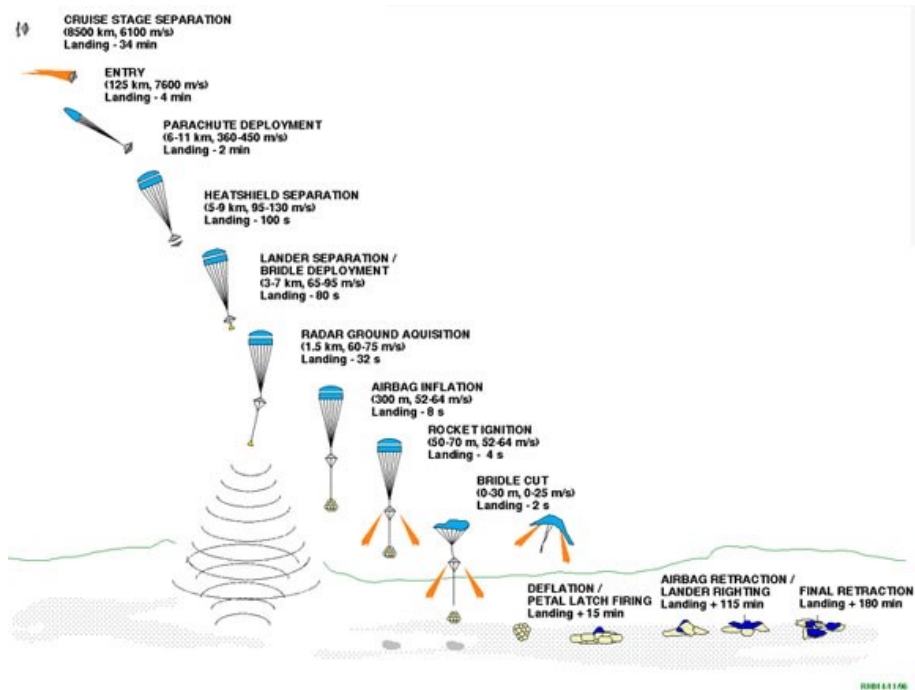 CRUISE STAGE SEPARATION
(8500 km, 6100 m/s)
Landing - 34 min
ENTRY
(125 km, 7600 m/s)
Landing - 4 min
PARACHUTE DEPLOYMENT
(6-11 km, 360-450 m/s)
Landing - 2 min
HEATSHIELD SEPARATION
(5-9 km, 95-130 m/s)
Landing - 100 s
LANDER SEPARATION /
BRIDLE DEPLOYMENT
(3-7 km, 65-95 m/s)
Landing - 80 s
RADAR GROUND AQUISITION
(1.5 km, 60-75 m/s)
Landing - 32 s
AIRBAG INFLATION
(300 m, 52-64 m/s)
Landing - 8 s
ROCKET IGNITION
(50-70 m, 52-64 m/s)
Landing - 4 s
BRIDLE CUT
(0-30 m, 0-25 m/s)
Landing - 2 s
DEFLATION /
PETAL LATCH FIRING
Landing + 15 min
AIRBAG RETRACTION /
LANDER RIGHTING
Landing + 115 min
FINAL RETRACTION
Landing + 180 min